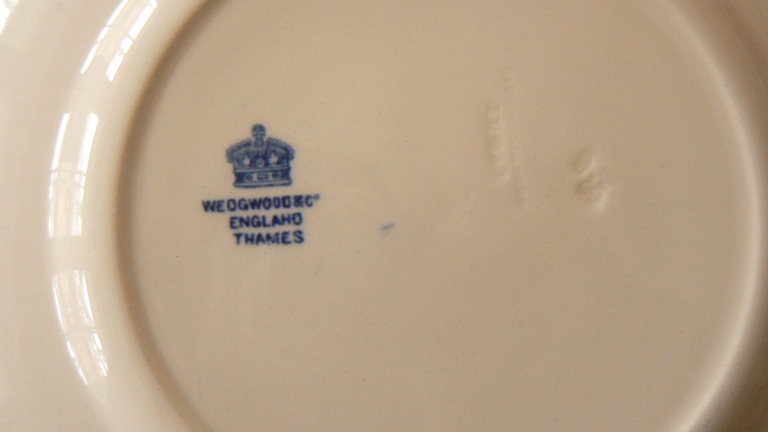 WEDGWOOD & Cº
ENGLAND
THAMES